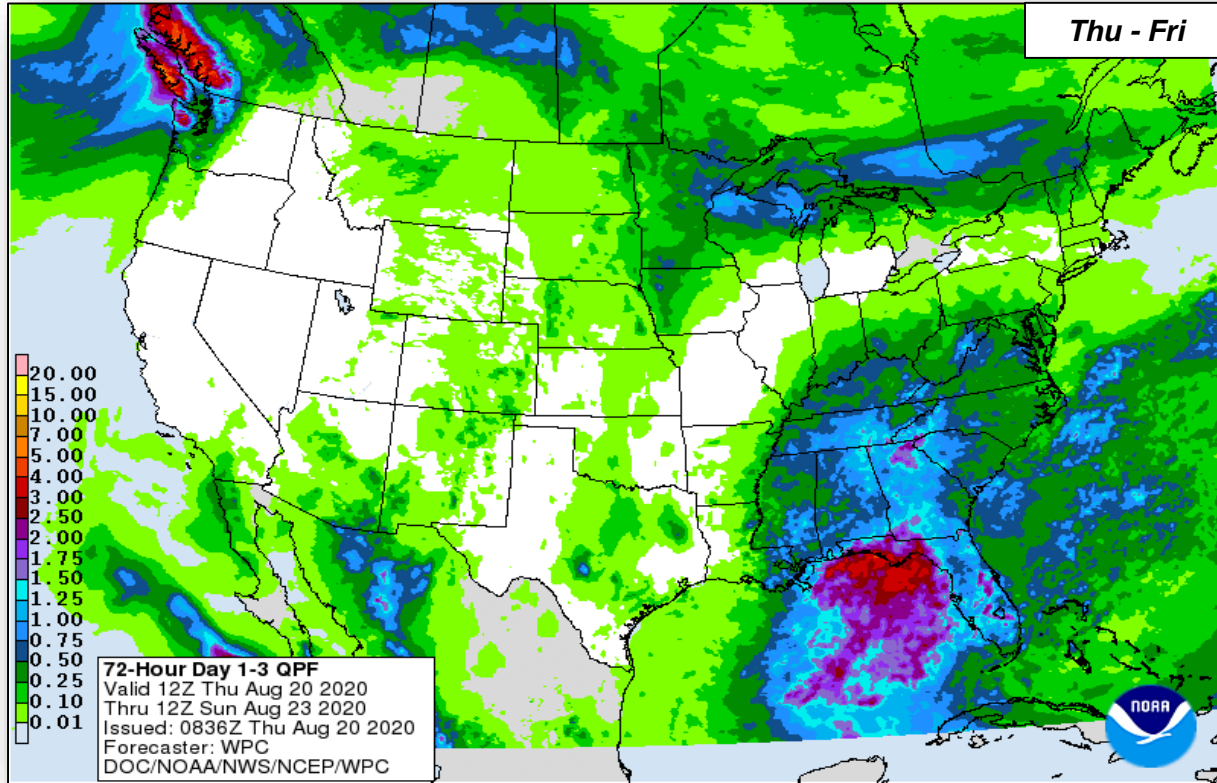 Thu - Fri
20.00
15.00
10.00
7.00
5.00
4.00
3.00
2.50
2.00
1.75
1.50
1.25
1.00
0.75
0.50
0.25
0.10
0.01
72-Hour Day 1-3 QPF
Valid 12Z Thu Aug 20 2020
Thru 12Z Sun Aug 23 2020
Issued: 0836Z Thu Aug 20 2020
Forecaster: WPC
DOC/NOAA/NWS/NCEP/WPC
NOAA